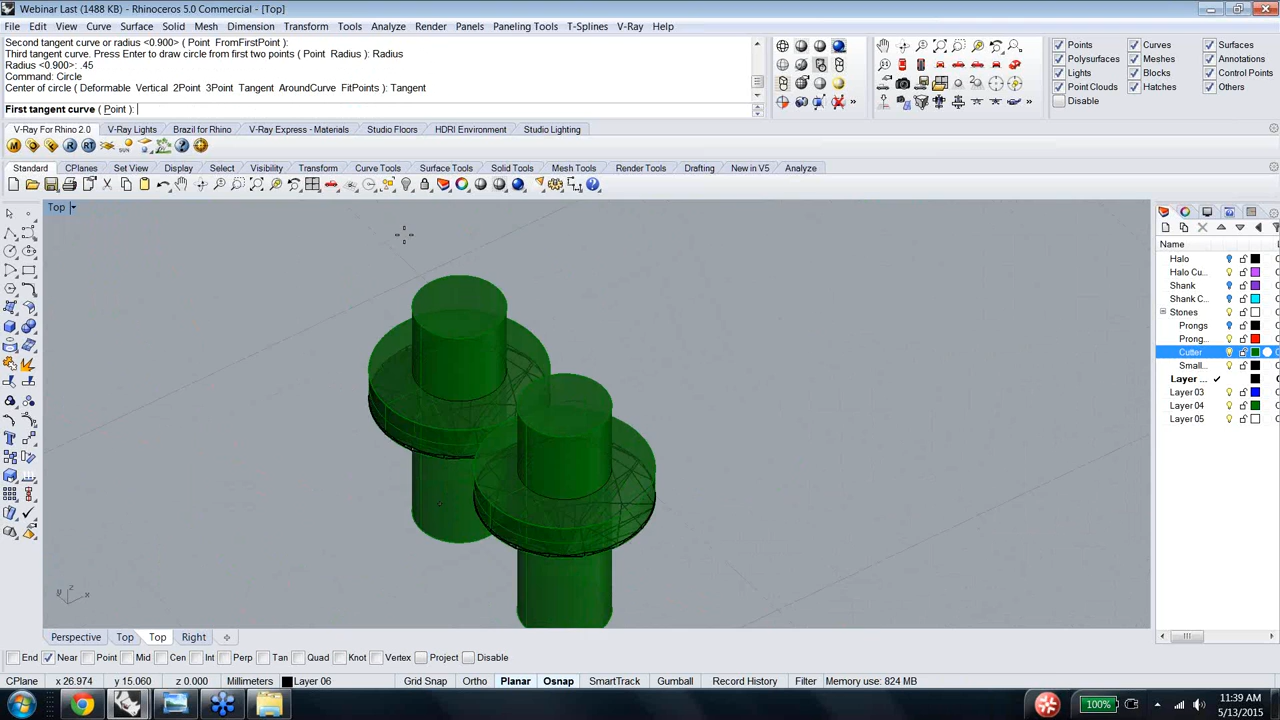 Webinar Last (1488 KB) - Rhinoceros 5.0 Commercial - [Top]
File Edit View Curve Surface Solid Mesh Dimension Transform Tools Analyze Render Panels Paneling Tools T-Splines V-Ray Help
Second tangent curve or radius <0.900> ( Point FromFirstPoint ):
Third tangent curve. Press Enter to draw circle from first two points ( Point Radius ): Radius
Radius <0.900>: .45
Command: Circle
Center of circle ( Deformable Vertical 2Point 3Point Tangent AroundCurve FitPoints ): Tangent
First tangent curve ( Point ):
Points Curves Surfaces
Polysurfaces Meshes Polysurfaces Annotations
Lights Blocks Control Points
Point Clouds Hatches Others
Disable
V-Ray For Rhino 2.0 V-Ray Lights Brazil for Rhino V-Ray Express - Materials Studio Floors HDRI Environment Studio Lighting
Standard CPlanes Set View Display Select Visibility Transform Curve Tools Surface Tools Solid Tools Mesh Tools Render Tools Drafting New in V5 Analyze
Top
Name
Halo
Halo Cu...
Shank
Shank C...
Stones
Prongs
Prong...
Cutter
Small...
Layer ...
Layer 03
Layer 04
Layer 05
z
y x
Perspective Top Top Right
End Near Point Mid Cen Int Perp Tan Quad Knot Vertex Project Disable
CPlane x 26.974 y 15.060 z 0.000 Millimeters Layer 06 Grid Snap Ortho Planar Osnap SmartTrack Gumball Record History Filter Memory use: 824 MB
100%
11:39 AM
5/13/2015